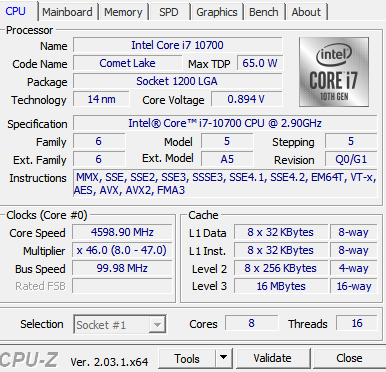 CPU Mainboard Memory SPD Graphics Bench About
Processor
Name Intel Core i7 10700
Code Name Comet Lake Max TDP 65.0 W
Package Socket 1200 LGA
Technology 14 nm Core Voltage 0.894 V
intel
CORE i7
10TH GEN
Specification Intel® Core™ i7-10700 CPU @ 2.90GHz
Family 6 Model 5 Stepping 5
Ext. Family 6 Ext. Model A5 Revision Q0/G1
Instructions MMX, SSE, SSE2, SSE3, SSSE3, SSE4.1, SSE4.2, EM64T, VT-x,
AES, AVX, AVX2, FMA3
Clocks (Core #0)
Core Speed 4598.90 MHz
Multiplier x 46.0 (8.0 - 47.0)
Bus Speed 99.98 MHz
Rated FSB
Cache
L1 Data 8 x 32 KBytes 8-way
L1 Inst. 8 x 32 KBytes 8-way
Level 2 8 x 256 KBytes 4-way
Level 3 16 MBytes 16-way
Selection Socket #1 Cores 8 Threads 16
CPU-Z Ver. 2.03.1.x64 Tools Validate Close